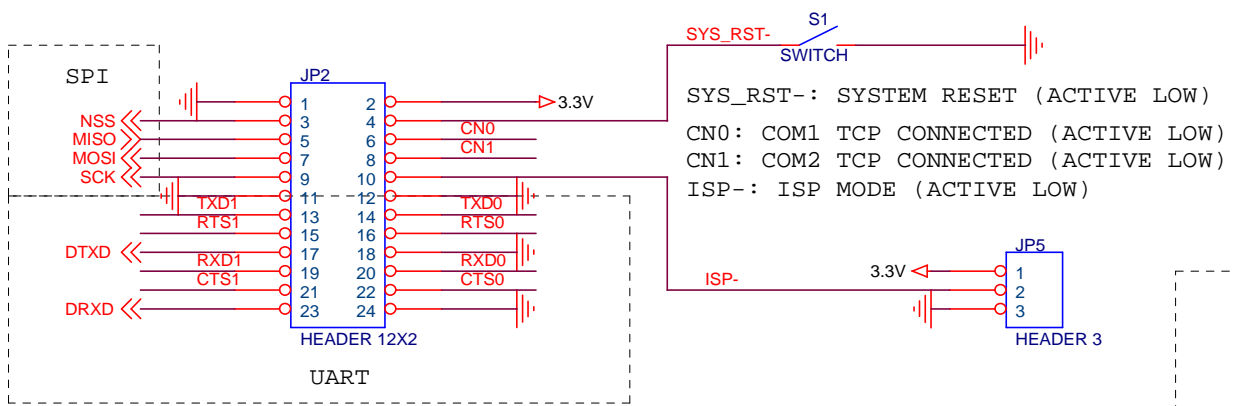 S1
SYS_RST-
SWITCH
SPI
JP2
1 2 3.3V
NSS 3 4
MISO 5 6 CN0
MOSI 7 8 CN1
SCK 9 10
11 12
TXD1 13 14 TXD0
RTS1 15 16 RTS0
DTXD 17 18
RXD1 19 20 RXD0
CTS1 21 22 CTS0
DRXD 23 24
HEADER 12X2
UART
SYS_RST-: SYSTEM RESET (ACTIVE LOW)
CN0: COM1 TCP CONNECTED (ACTIVE LOW)
CN1: COM2 TCP CONNECTED (ACTIVE LOW)
ISP-: ISP MODE (ACTIVE LOW)
JP5
3.3V 1
ISP- 2
3
HEADER 3